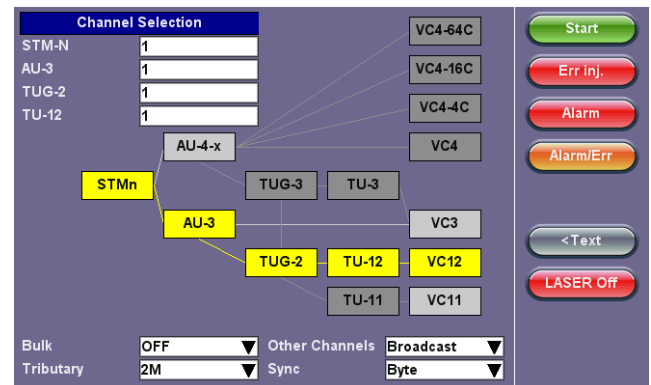 Channel Selection
STM-N 1
AU-3 1
TUG-2 1
TU-12 1
VC4-64C
VC4-16C
VC4-4C
AU-4-x VC4
STMn TUG-3 TU-3
AU-3 VC3
TUG-2 TU-12 VC12
TU-11 VC11
Bulk OFF Other Channels Broadcast
Tributary 2M Sync Byte
Start
Err inj.
Alarm
Alarm/Err
<Text
LASER Off